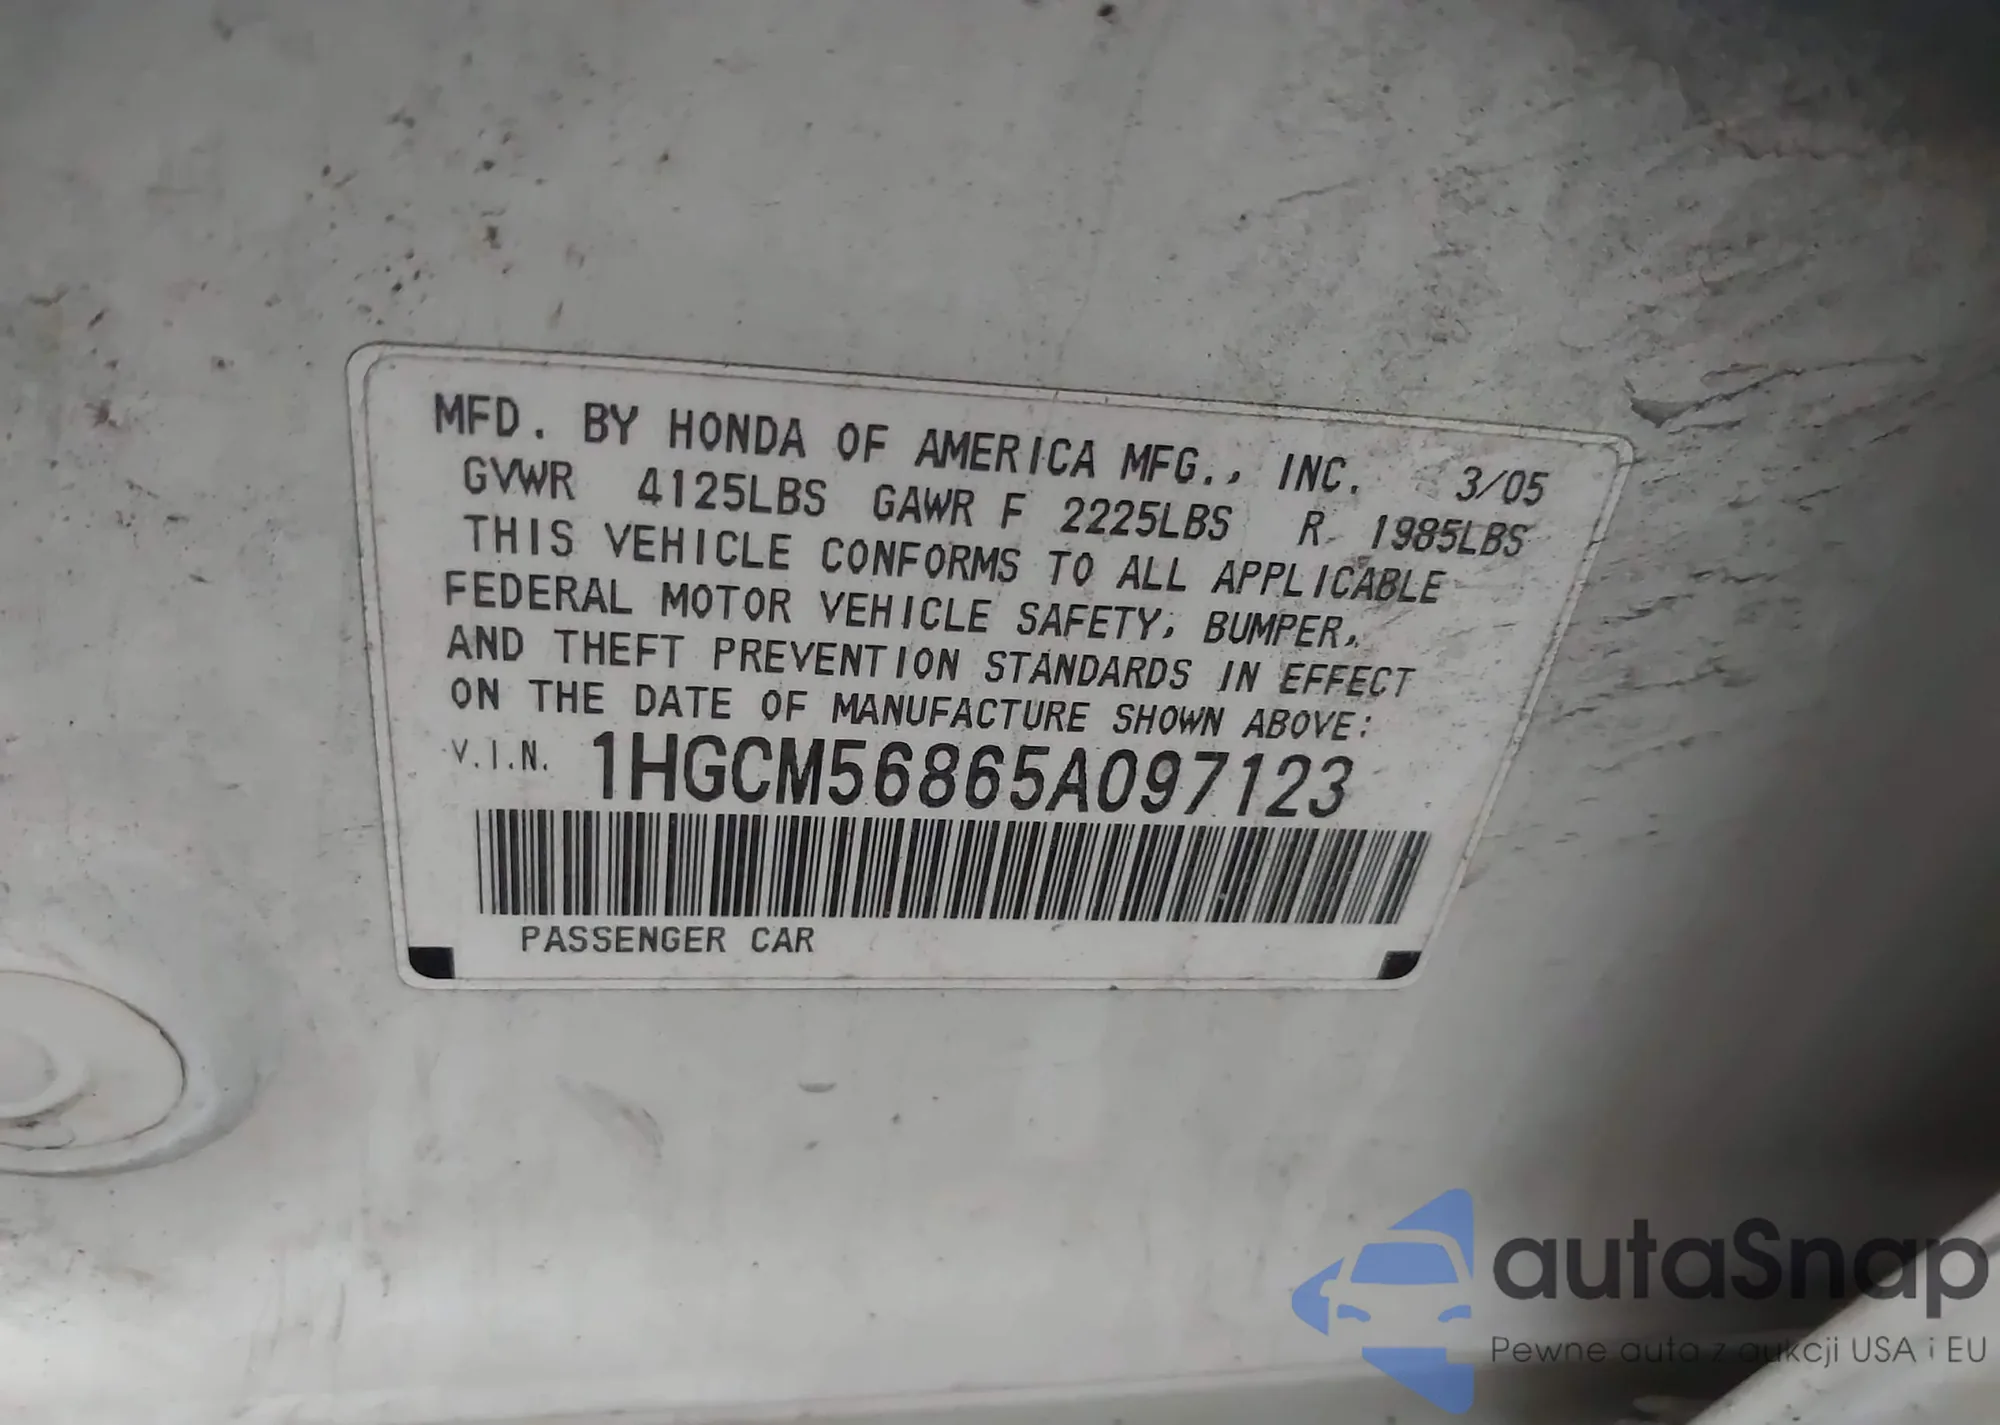 MFD. BY HONDA OF AMERICA MFG., INC. 3/05
GVWR 4125LBS GAWR F 2225LBS R 1985LBS
THIS VEHICLE CONFORMS TO ALL APPLICABLE
FEDERAL MOTOR VEHICLE SAFETY, BUMPER,
AND THEFT PREVENTION STANDARDS IN EFFECT
ON THE DATE OF MANUFACTURE SHOWN ABOVE:
V.I.N. 1HGCM56865A097123
PASSENGER CAR
autaSnap
Pewne auta z aukcji USA i EU